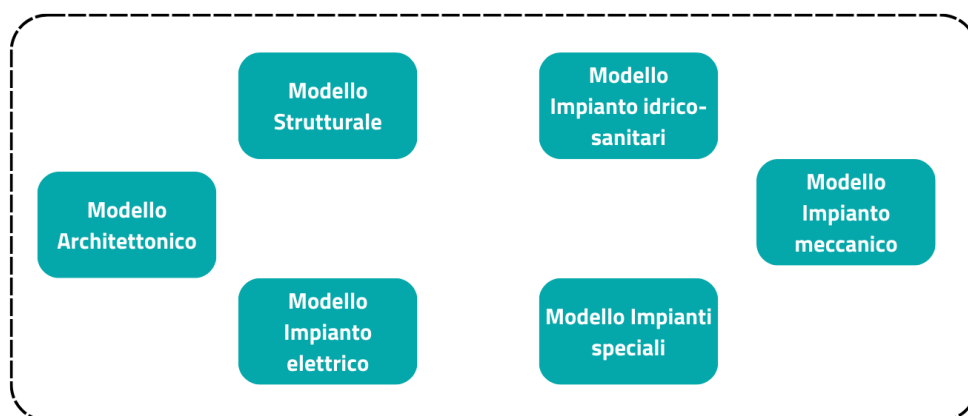 Modello
Strutturale
Modello
Impianto idrico-
sanitari
Modello
Architettonico
Modello
Impianto
meccanico
Modello
Impianto
elettrico
Modello Impianti
speciali